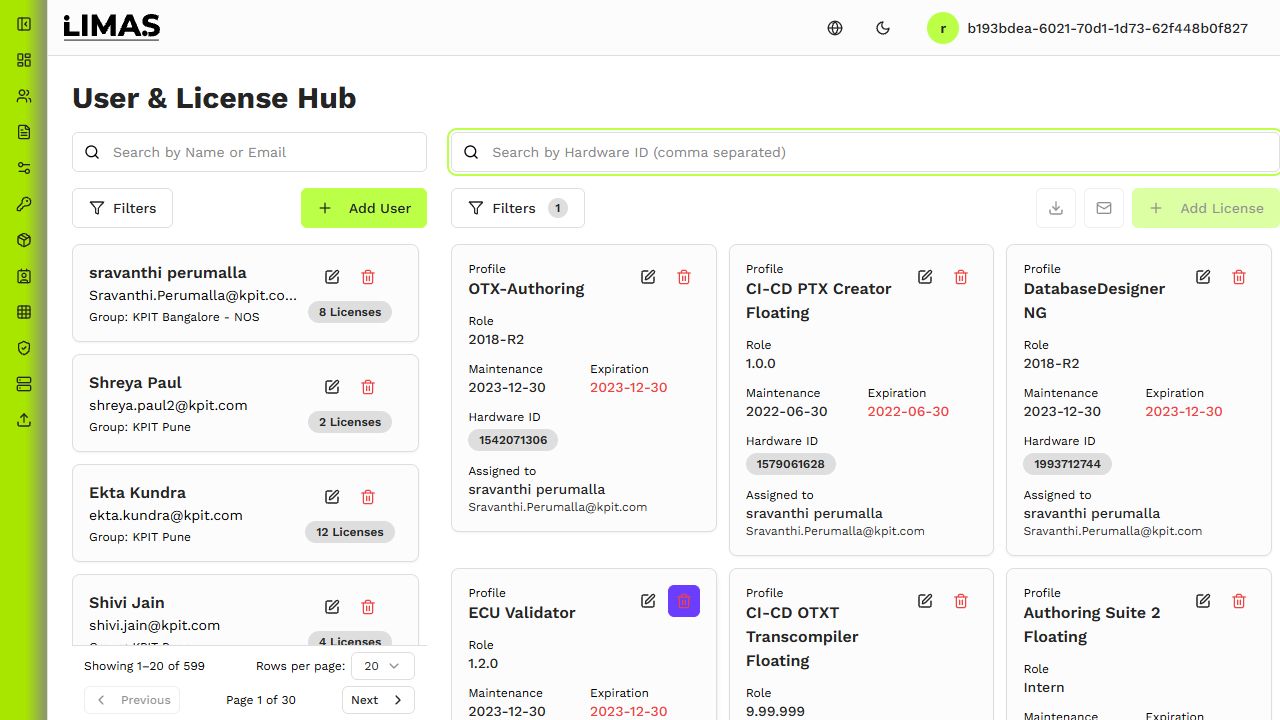 LIMAS
r
b193bdea-6021-70d1-1d73-62f448b0f827
User & License Hub
Search by Name or Email
Search by Hardware ID (comma separated)
Filters
Add User
Filters 1
Add License
sravanthi perumalla
Sravanthi.Perumalla@kpit.co...
Group: KPIT Bangalore - NOS
8 Licenses
Shreya Paul
shreya.paul2@kpit.com
Group: KPIT Pune
2 Licenses
Ekta Kundra
ekta.kundra@kpit.com
Group: KPIT Pune
12 Licenses
Shivi Jain
shivi.jain@kpit.com
4 Licenses
Showing 1–20 of 599
Rows per page: 20
Previous
Page 1 of 30
Next
Profile
OTX-Authoring
Role
2018-R2
Maintenance Expiration
2023-12-30 2023-12-30
Hardware ID
1542071306
Assigned to
sravanthi perumalla
Sravanthi.Perumalla@kpit.com
Profile
CI-CD PTX Creator
Floating
Role
1.0.0
Maintenance Expiration
2022-06-30 2022-06-30
Hardware ID
1579061628
Assigned to
sravanthi perumalla
Sravanthi.Perumalla@kpit.com
Profile
DatabaseDesigner
NG
Role
2018-R2
Maintenance Expiration
2023-12-30 2023-12-30
Hardware ID
1993712744
Assigned to
sravanthi perumalla
Sravanthi.Perumalla@kpit.com
Profile
ECU Validator
Role
1.2.0
Maintenance Expiration
2023-12-30 2023-12-30
Profile
CI-CD OTXT
Transcompiler
Floating
Role
9.99.999
Profile
Authoring Suite 2
Floating
Role
Intern
Maintenance Expiration